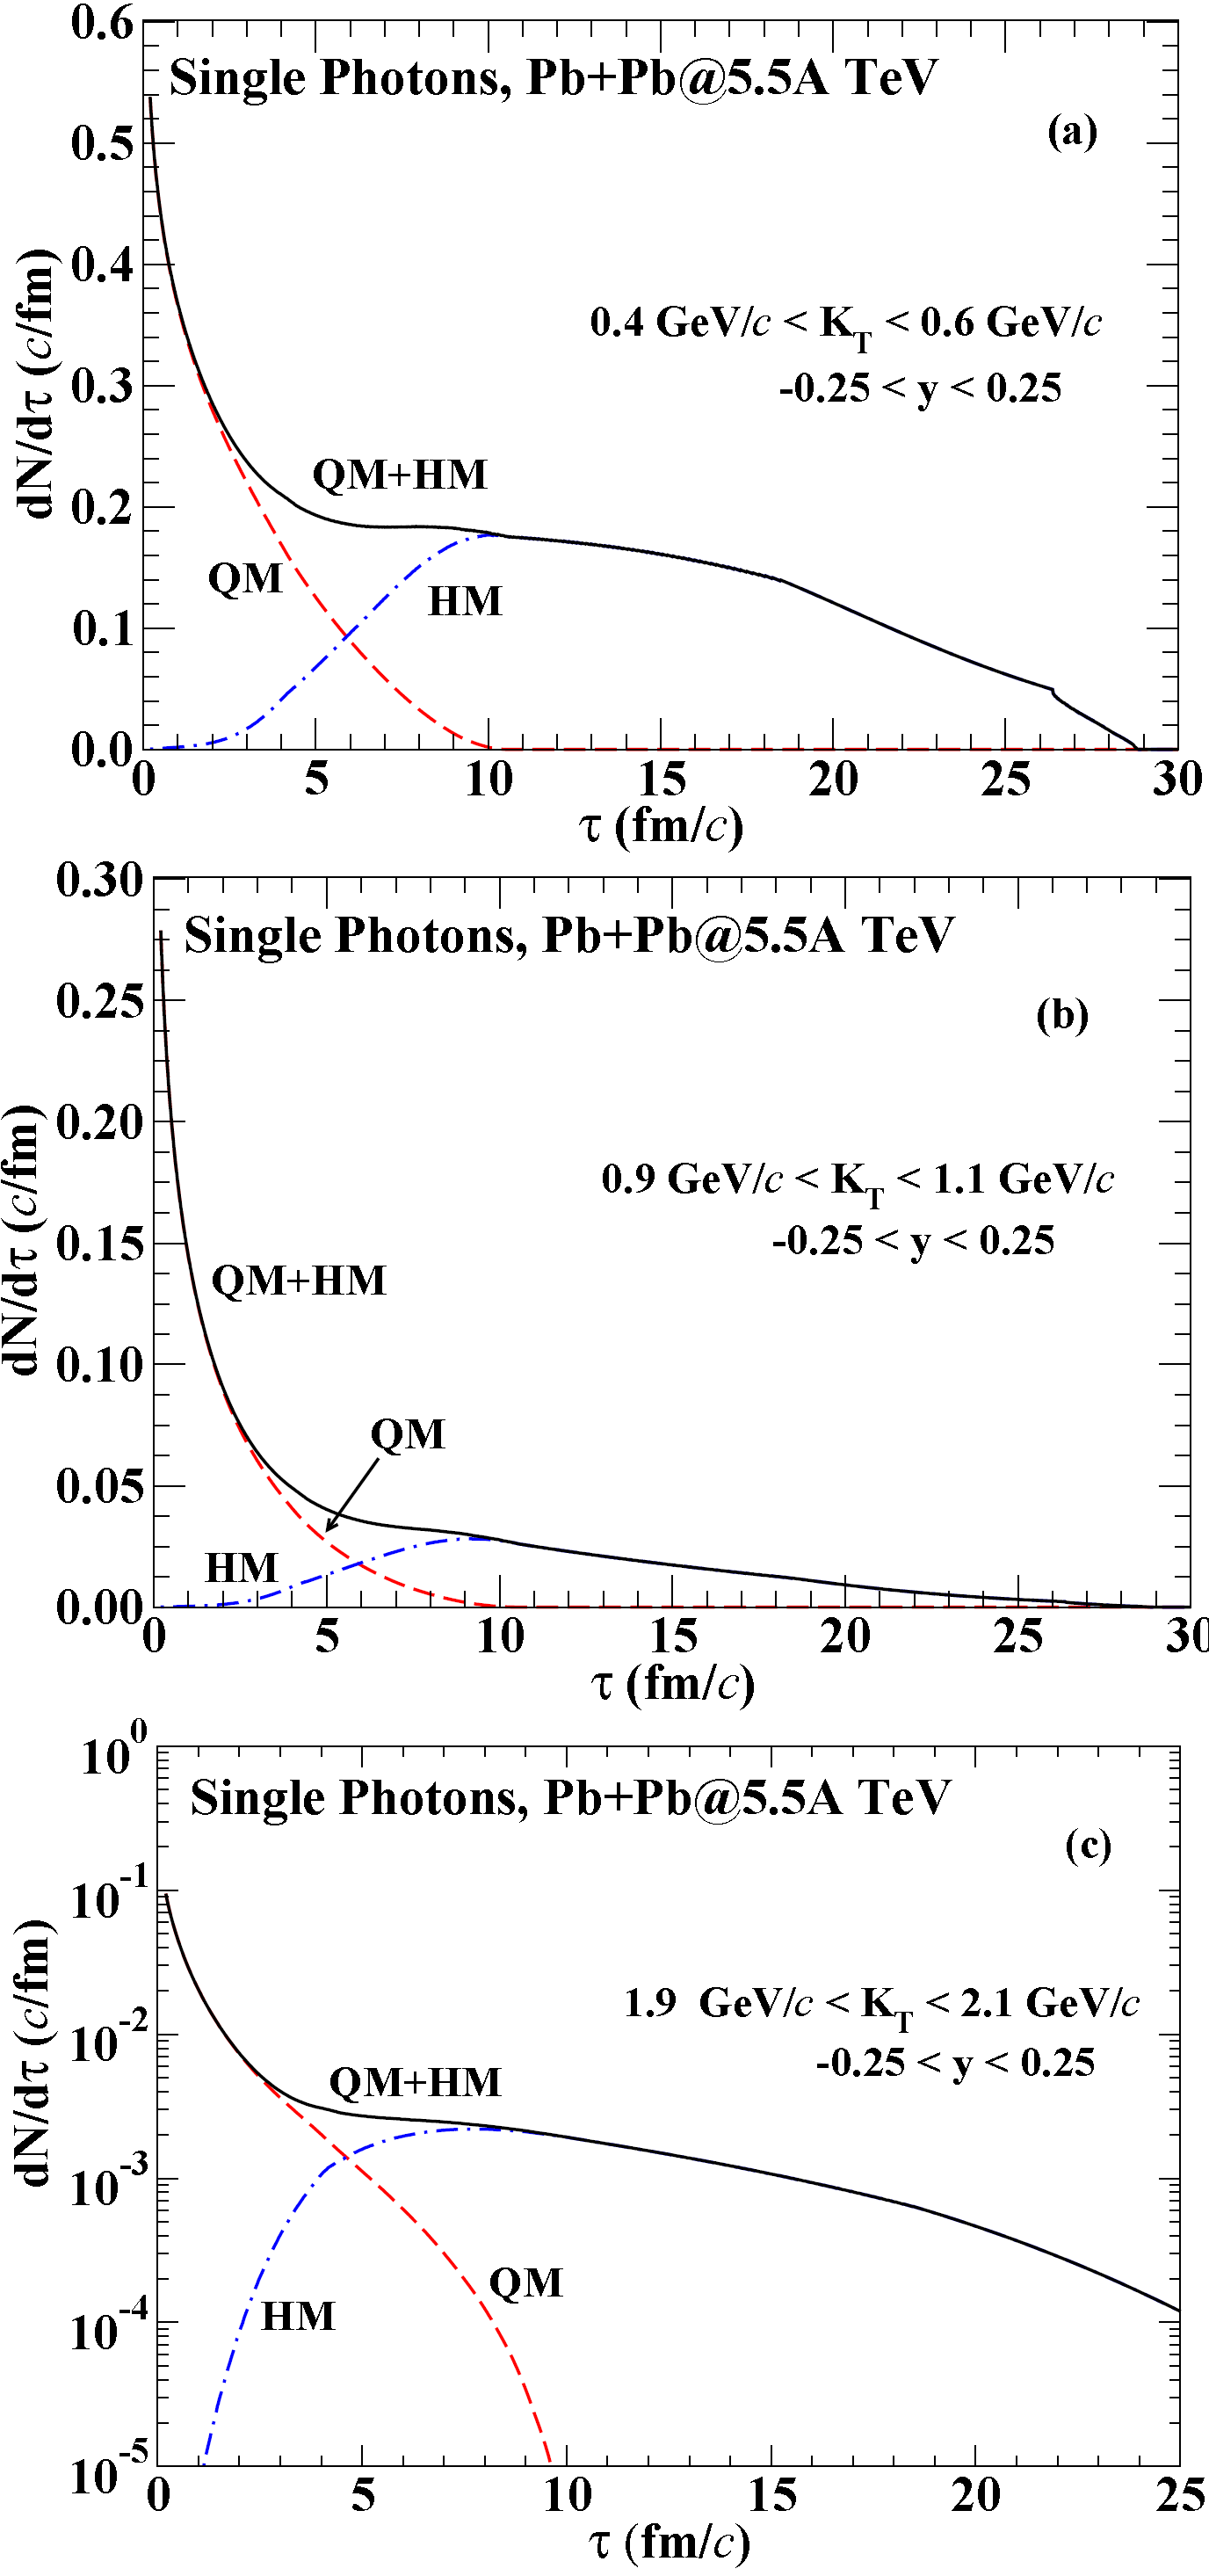 0.6
Single Photons, Pb+Pb@5.5A TeV
(a)
0.5
0.4
0.4 GeV/c < K_T < 0.6 GeV/c
-0.25 < y < 0.25
0.3
dN/dτ (c/fm)
QM+HM
0.2
QM
HM
0.1
0.0
0 5 10 15 20 25 30
τ (fm/c)
0.30
Single Photons, Pb+Pb@5.5A TeV
(b)
0.25
0.20
0.9 GeV/c < K_T < 1.1 GeV/c
-0.25 < y < 0.25
dN/dτ (c/fm)
0.15
QM+HM
0.10
QM
0.05
HM
0.00
0 5 10 15 20 25 30
τ (fm/c)
10^0
Single Photons, Pb+Pb@5.5A TeV
(c)
10^-1
1.9 GeV/c < K_T < 2.1 GeV/c
-0.25 < y < 0.25
10^-2
QM+HM
dN/dτ (c/fm)
10^-3
QM
HM
10^-4
10^-5
0 5 10 15 20 25
τ (fm/c)